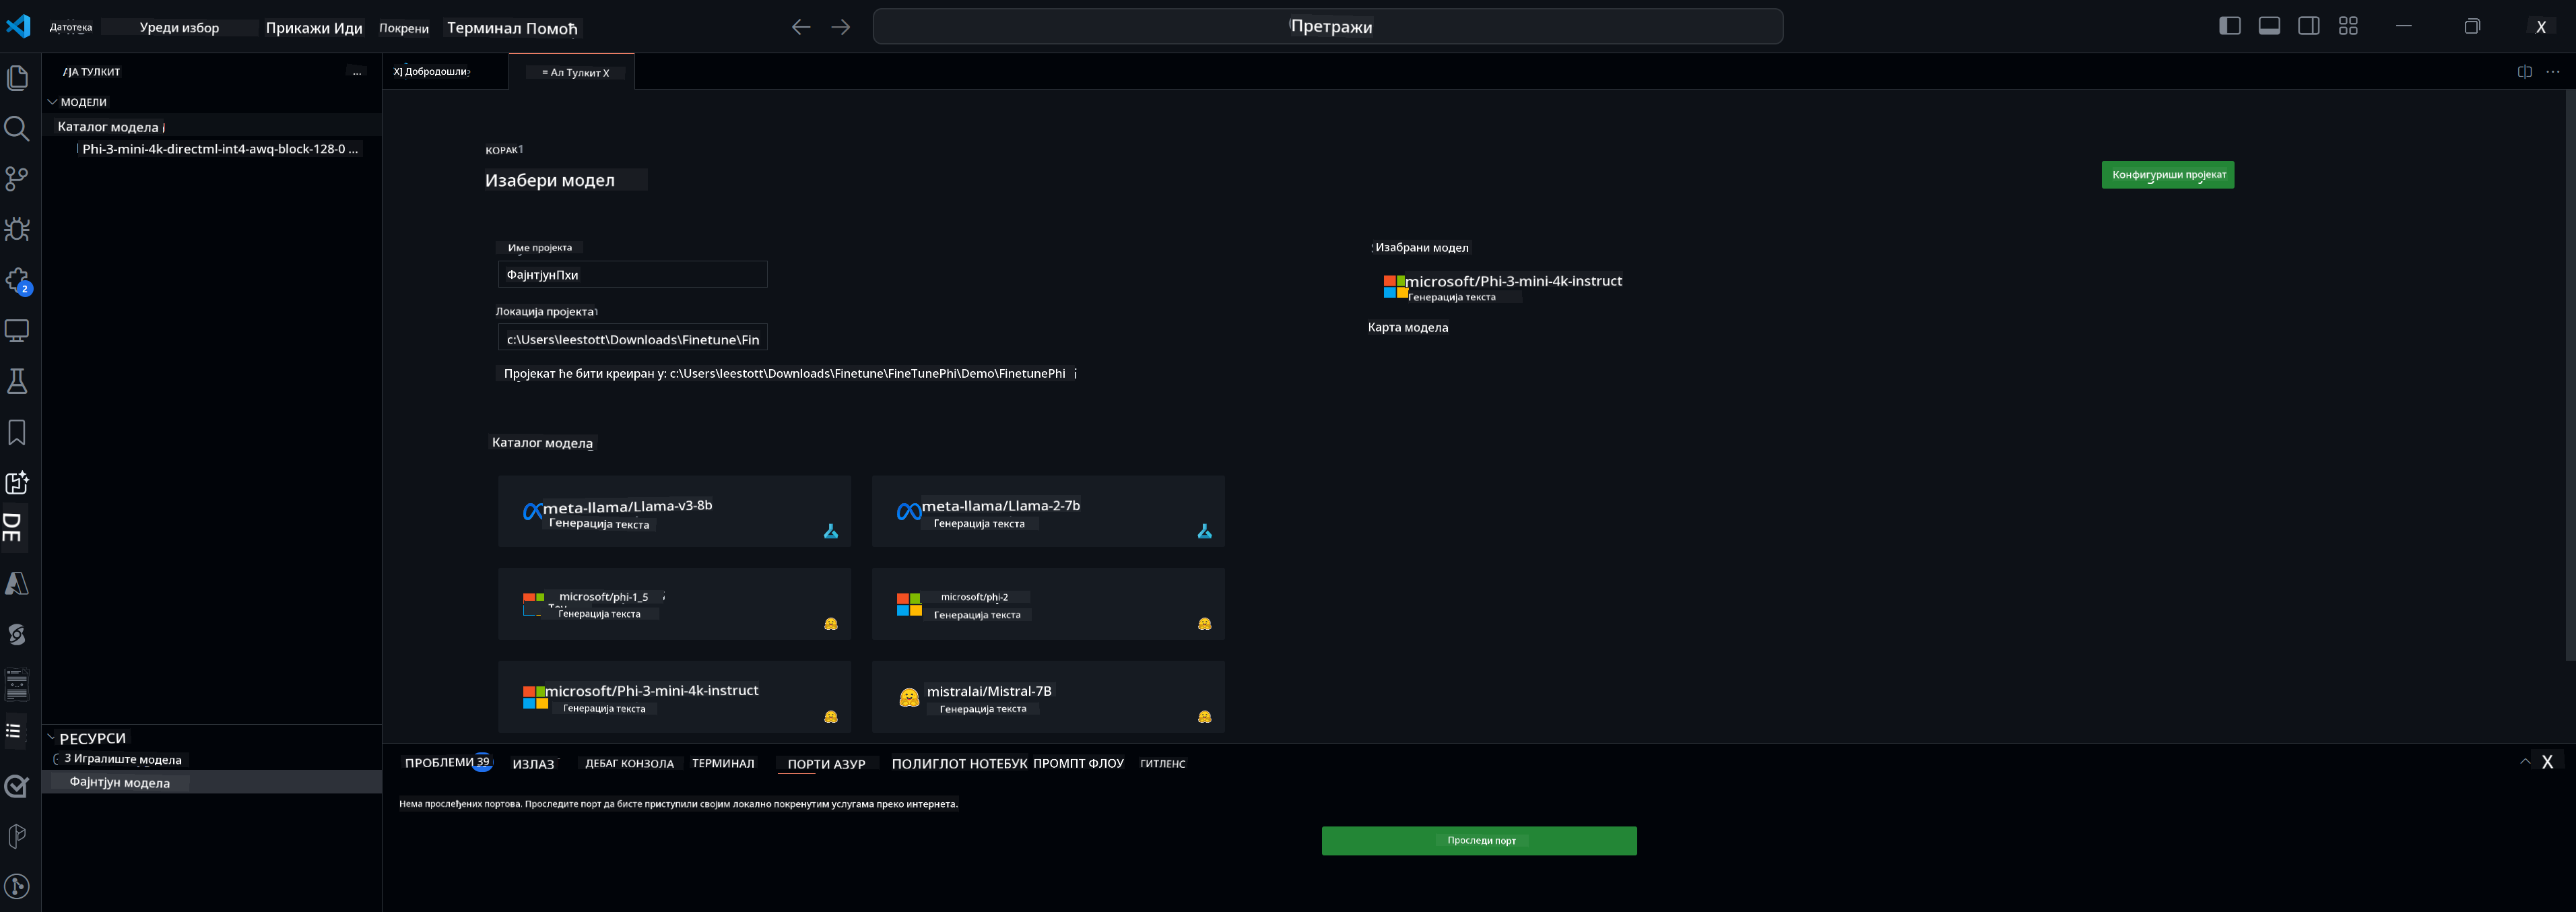 Датотека Уреди избор Прикажи Иди Покрени Терминал Помоћ Претражи X
АЈА ТУЛКИТ ...
МОДЕЛИ
Каталог модела
Phi-3-mini-4k-directml-int4-awq-block-128-0 ...
Х] Добродошли
= Ал Тулкит X
КОРАК 1
Изабери модел
Конфигуриши пројекат
Име пројекта
ФајнтјунПхи
Локација пројекта
c:\Users\leestott\Downloads\Finetune\Fin
Пројекат ће бити креиран у: c:\Users\leestott\Downloads\Finetune\FineTunePhi\Demo\FinetunePhi
Изабрани модел
microsoft/Phi-3-mini-4k-instruct
Генерација текста
Карта модела
Каталог модела
meta-llama/Llama-v3-8b
Генерација текста
meta-llama/Llama-2-7b
Генерација текста
microsoft/phi-1_5
Генерација текста
microsoft/phi-2
Генерација текста
microsoft/Phi-3-mini-4k-instruct
Генерација текста
mistralai/Mistral-7B
Генерација текста
2
DE
РЕСУРСИ
3 Игралиште модела
Фајнтјун модела
ПРОБЛЕМИ 39 ИЗЛАЗ ДЕБАГ КОНЗОЛА ТЕРМИНАЛ ПОРТИ АЗУР ПОЛИГЛОТ НОТЕБУК ПРОМПТ ФЛОУ ГИТЛЕНС X
Нема прослеђених портова. Проследите порт да бисте приступили својим локално покренутим услугама преко интернета.
Проследи порт